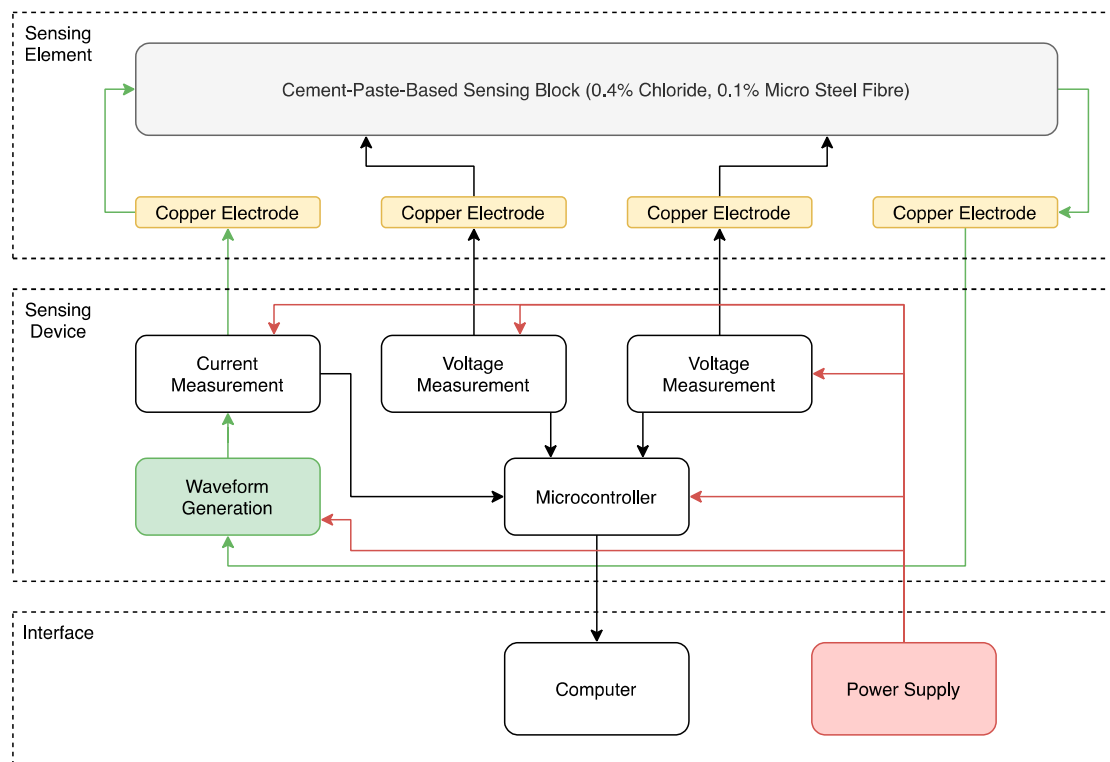 Sensing
Element
Cement-Paste-Based Sensing Block (0.4% Chloride, 0.1% Micro Steel Fibre)
Copper Electrode
Copper Electrode
Copper Electrode
Copper Electrode
Sensing
Device
Current
Measurement
Voltage
Measurement
Voltage
Measurement
Waveform
Generation
Microcontroller
Interface
Computer
Power Supply